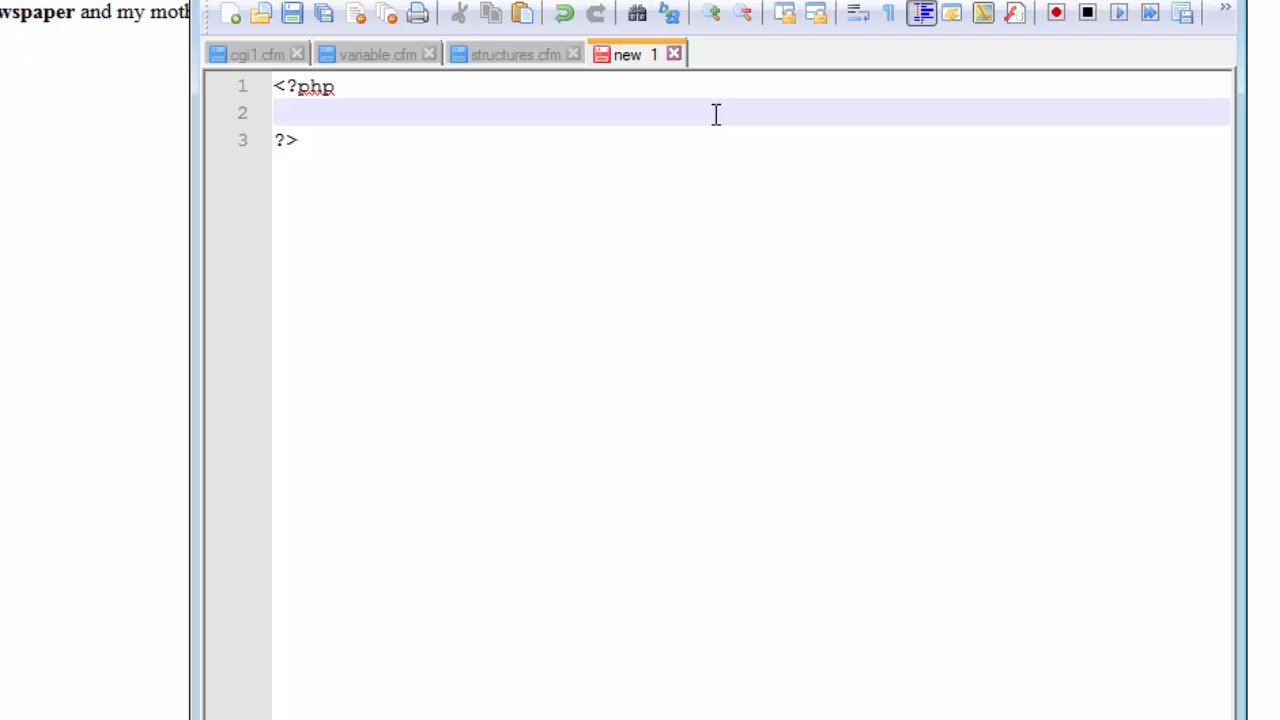 wspaper and my moth
cgi1.cfm variable.cfm structures.cfm new 1
1 <?php
2
3 ?>